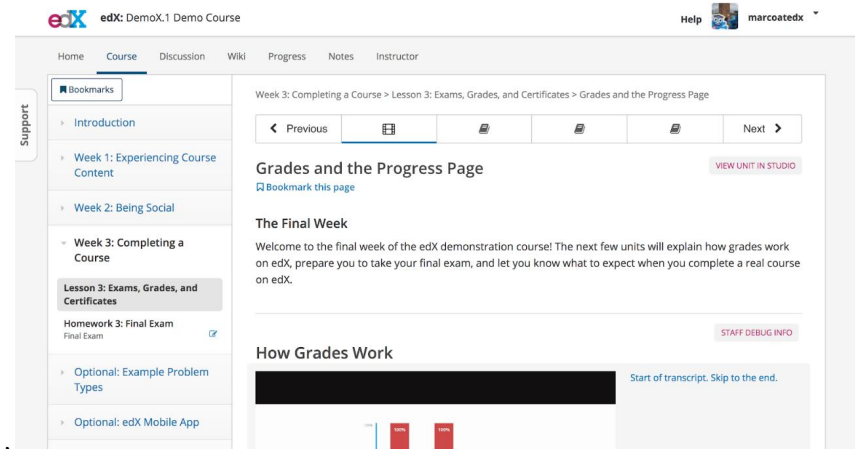 edX edX: DemoX.1 Demo Course Help marcoatedx
Home Course Discussion Wiki Progress Notes Instructor
Support
Bookmarks
Introduction
Week 1: Experiencing Course
Content
Week 2: Being Social
Week 3: Completing a
Course
Lesson 3: Exams, Grades, and
Certificates
Homework 3: Final Exam
Final Exam
Optional: Example Problem
Types
Optional: edX Mobile App
Week 3: Completing a Course > Lesson 3: Exams, Grades, and Certificates > Grades and the Progress Page
Previous Next
Grades and the Progress Page
VIEW UNIT IN STUDIO
Bookmark this page
The Final Week
Welcome to the final week of the edX demonstration course! The next few units will explain how grades work
on edX, prepare you to take your final exam, and let you know what to expect when you complete a real course
on edX.
STAFF DEBUG INFO
How Grades Work
Start of transcript. Skip to the end.
100% 100%